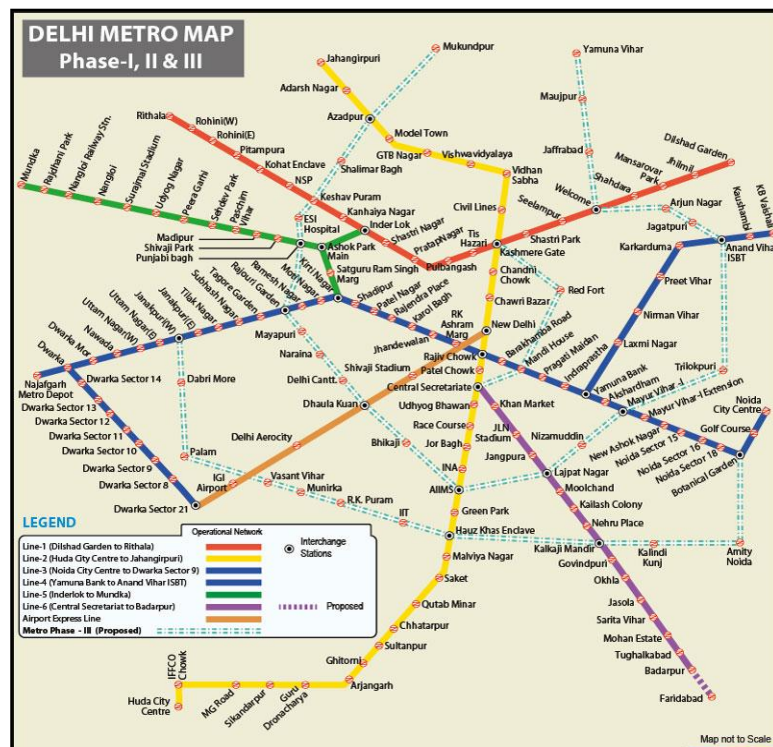 DELHI METRO MAP
Phase-I, II & III
Jahangirpuri
Adarsh Nagar
Azadpur
Model Town
GTB Nagar
Vishwavidyalaya
Vidhan
Sabha
Civil Lines
Mukundpur
Shalimar Bagh
Yamuna Vihar
Maujpur
Jaffrabad
Rithala
Rohini(W)
Rohini(E)
Pitampura
Kohat Enclave
NSP
Keshav Puram
Kanhaiya Nagar
Inder Lok
Shastri Nagar
PratapNagar
Pulbangash
Tis
Hazari
Kashmere Gate
Shastri Park
Seelampur
Welcome
Shahdara
Mansarovar
Park
Jhilmil
Dilshad Garden
Mundka
Rajdhani Park
Nangloi Railway Stn.
Nangloi
Surajmal Stadium
Udyog Nagar
Peera Garhi
Sehdev Park
Paschim
Vihar
Madipur
Shivaji Park
Punjabi bagh
ESI
Hospital
Ashok Park
Main
Satguru Ram Singh
Marg
Kirti Nagar
Moti Nagar
Ramesh Nagar
Rajouri Garden
Tagore Garden
Subhash Nagar
Tilak Nagar
Janakpuri(E)
Janakpuri(W)
Uttam Nagar(E)
Uttam Nagar(W)
Nawada
Dwarka Mor
Dwarka
Najafgarh
Metro Depot
Dwarka Sector 14
Dwarka Sector 13
Dwarka Sector 12
Dwarka Sector 11
Dwarka Sector 10
Dwarka Sector 9
Dwarka Sector 8
Dwarka Sector 21
Shadipur
Patel Nagar
Rajendra Place
Karol Bagh
Jhandewalan
RK
Ashram
Marg
Rajiv Chowk
Barakhamba Road
Mandi House
Pragati Maidan
Indraprastha
Yamuna Bank
Akshardham
Mayur Vihar -I
Mayur Vihar-I Extension
New Ashok Nagar
Noida Sector 15
Noida Sector 16
Noida Sector 18
Botanical Garden
Golf Course
Noida
City Centre
Laxmi Nagar
Nirman Vihar
Preet Vihar
Karkarduma
Anand Vihar
ISBT
Kaushambi
KB Vaishali
Arjun Nagar
Jagatpuri
Trilokpuri
Red Fort
Chandni
Chowk
Chawri Bazar
New Delhi
Patel Chowk
Central Secretariate
Udhyog Bhawan
Race Course
Jor Bagh
INA
AIIMS
Green Park
Hauz Khas Enclave
Malviya Nagar
Saket
Qutab Minar
Chhatarpur
Sultanpur
Ghitorni
Arjangarh
Guru
Dronacharya
Sikandarpur
MG Road
IFFCO
Chowk
Huda City
Centre
Shivaji Stadium
Dhaula Kuan
Delhi Aerocity
IGI
Airport
Mayapuri
Naraina
Delhi Cantt.
Bhikaji
Dabri More
Palam
Vasant Vihar
Munirka
R.K. Puram
IIT
Khan Market
JLN
Stadium
Jangpura
Nizamuddin
Lajpat Nagar
Moolchand
Kailash Colony
Nehru Place
Kalkaji Mandir
Kalindi
Kunj
Amity
Noida
Govindpuri
Okhla
Jasola
Sarita Vihar
Mohan Estate
Tughalkabad
Badarpur
Faridabad
LEGEND
Operational Network
Line-1 (Dilshad Garden to Rithala)
Line-2 (Huda City Centre to Jahangirpuri)
Line-3 (Noida City Centre to Dwarka Sector 9)
Line-4 (Yamuna Bank to Anand Vihar ISBT)
Line-5 (Inderlok to Mundka)
Line-6 (Central Secretariat to Badarpur)
Airport Express Line
Metro Phase - III (Proposed)
Interchange
Stations
Proposed
Map not to Scale